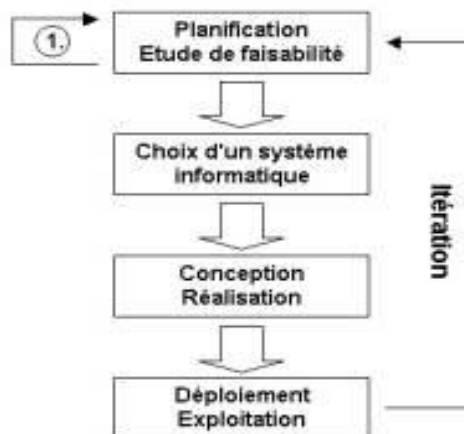 1.
Planification
Etude de faisabilité
Choix d'un système
informatique
Itération
Conception
Réalisation
Déploiement
Exploitation